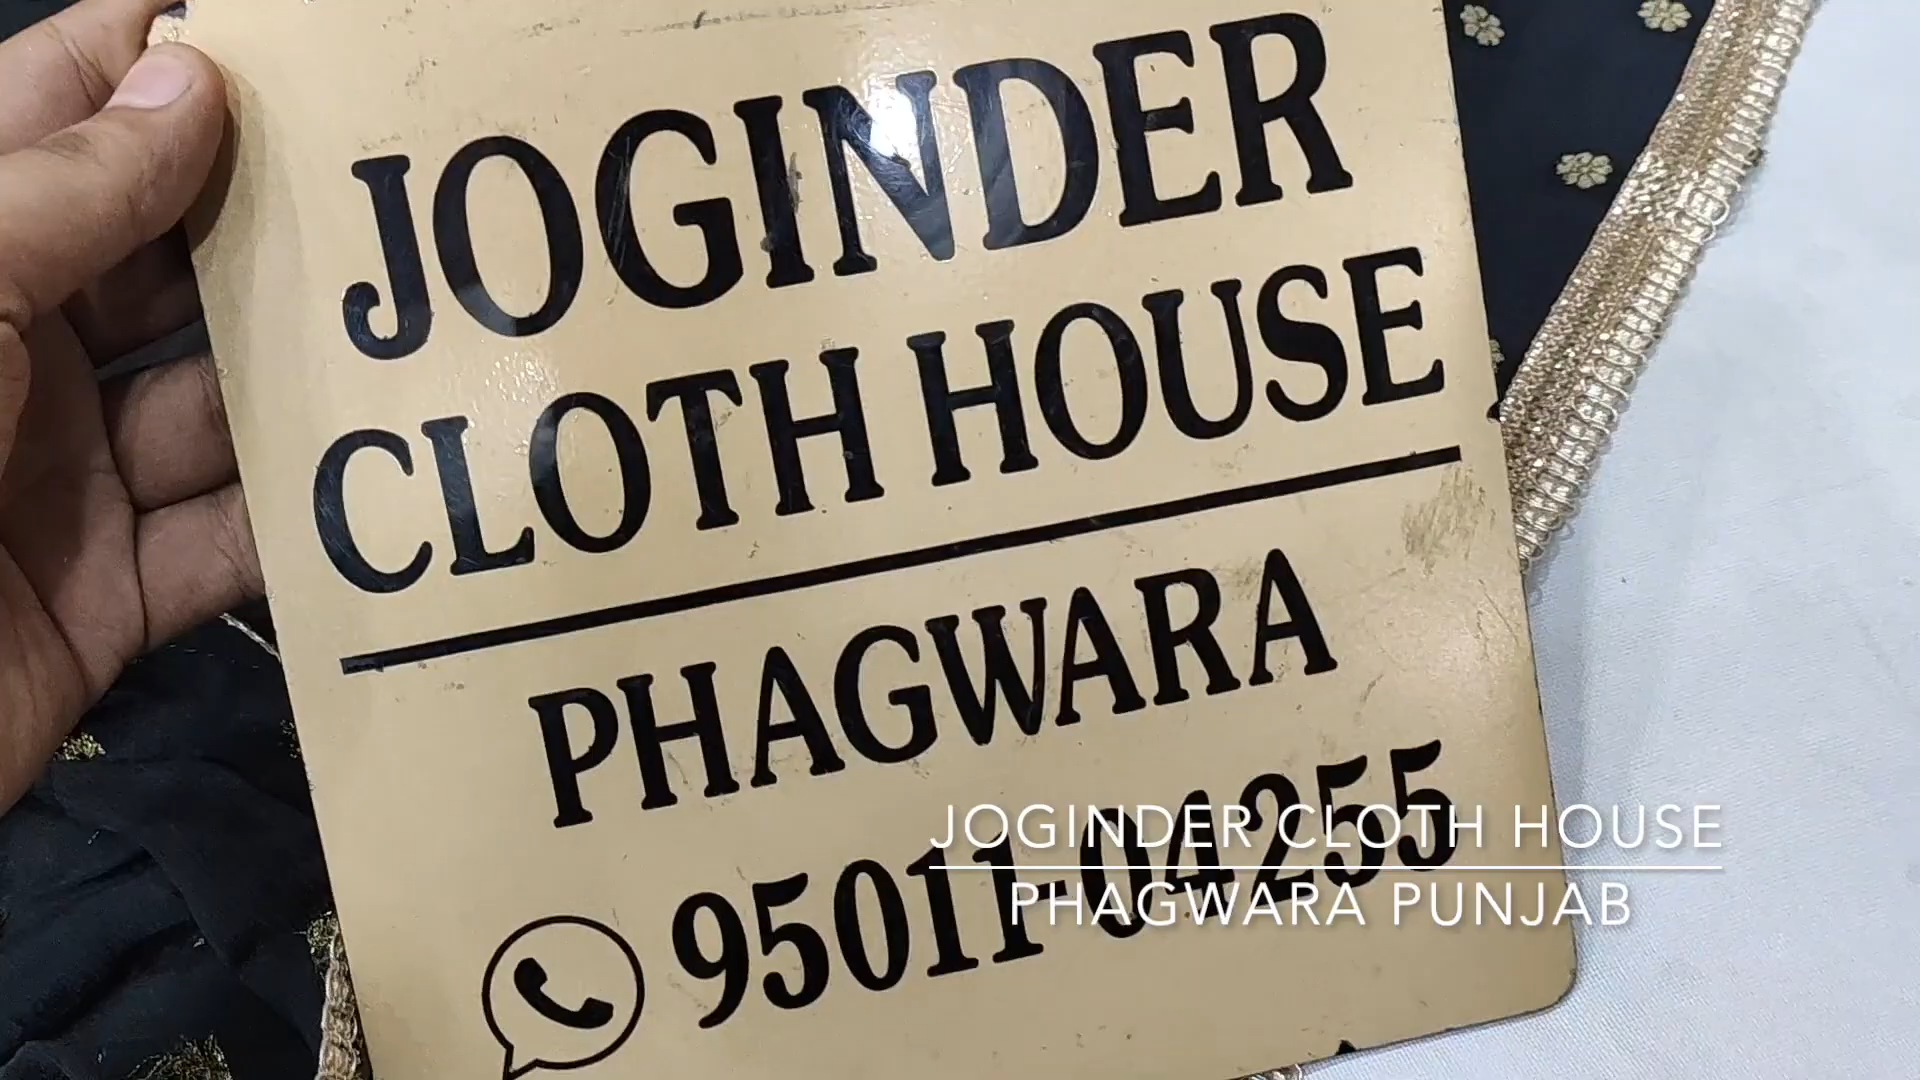 JOGINDER
CLOTH HOUSE
PHAGWARA
95011-04255
JOGINDER CLOTH HOUSE
PHAGWARA PUNJAB